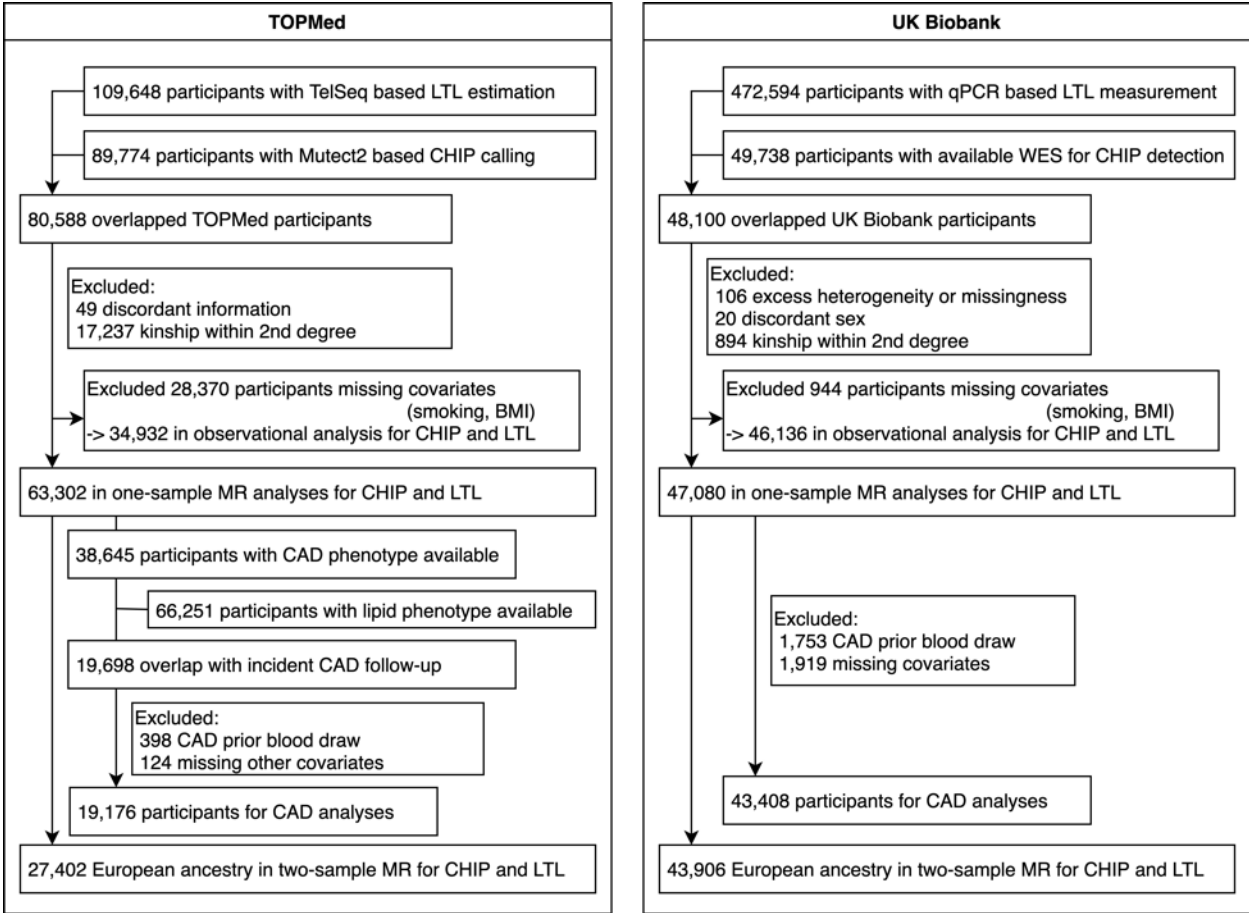 TOPMed
109,648 participants with TelSeq based LTL estimation
89,774 participants with Mutect2 based CHIP calling
80,588 overlapped TOPMed participants
Excluded:
49 discordant information
17,237 kinship within 2nd degree
Excluded 28,370 participants missing covariates
(smoking, BMI)
-> 34,932 in observational analysis for CHIP and LTL
63,302 in one-sample MR analyses for CHIP and LTL
38,645 participants with CAD phenotype available
66,251 participants with lipid phenotype available
19,698 overlap with incident CAD follow-up
Excluded:
398 CAD prior blood draw
124 missing other covariates
19,176 participants for CAD analyses
27,402 European ancestry in two-sample MR for CHIP and LTL
UK Biobank
472,594 participants with qPCR based LTL measurement
49,738 participants with available WES for CHIP detection
48,100 overlapped UK Biobank participants
Excluded:
106 excess heterogeneity or missingness
20 discordant sex
894 kinship within 2nd degree
Excluded 944 participants missing covariates
(smoking, BMI)
-> 46,136 in observational analysis for CHIP and LTL
47,080 in one-sample MR analyses for CHIP and LTL
Excluded:
1,753 CAD prior blood draw
1,919 missing covariates
43,408 participants for CAD analyses
43,906 European ancestry in two-sample MR for CHIP and LTL